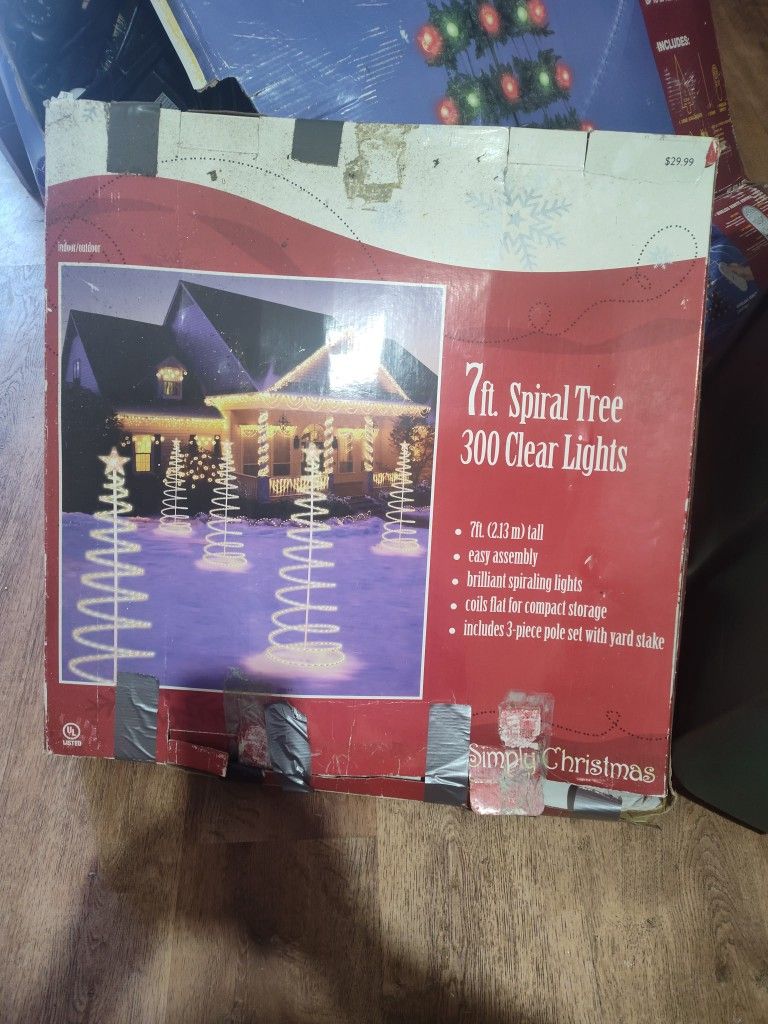 INCLUDES:
$29.99
indoor/outdoor
7ft. Spiral Tree
300 Clear Lights
• 7ft. (2.13 m) tall
• easy assembly
• brilliant spiraling lights
• coils flat for compact storage
• includes 3-piece pole set with yard stake
UL
LISTED
Simply Christmas